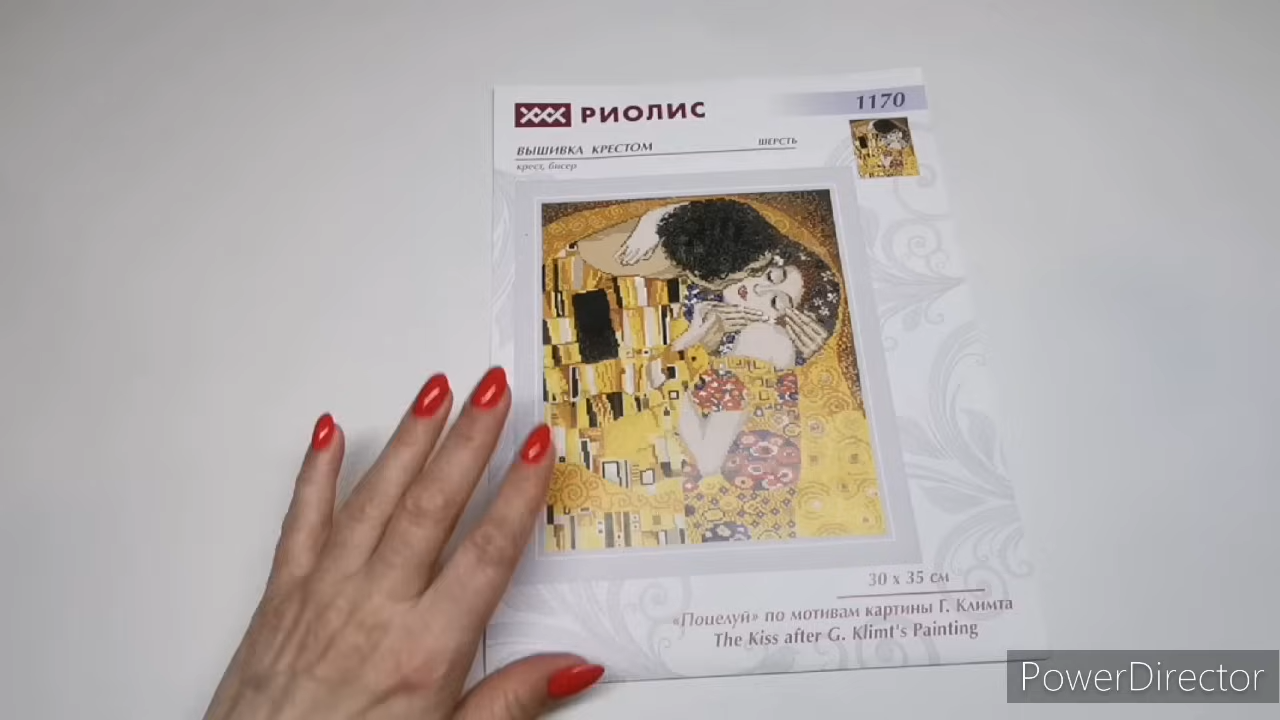 РИОЛИС
1170
ВЫШИВКА КРЕСТОМ
ШЕРСТЬ
крест, бисер
30 х 35 см
«Поцелуй» по мотивам картины Г. Климта
The Kiss after G. Klimt's Painting
PowerDirector